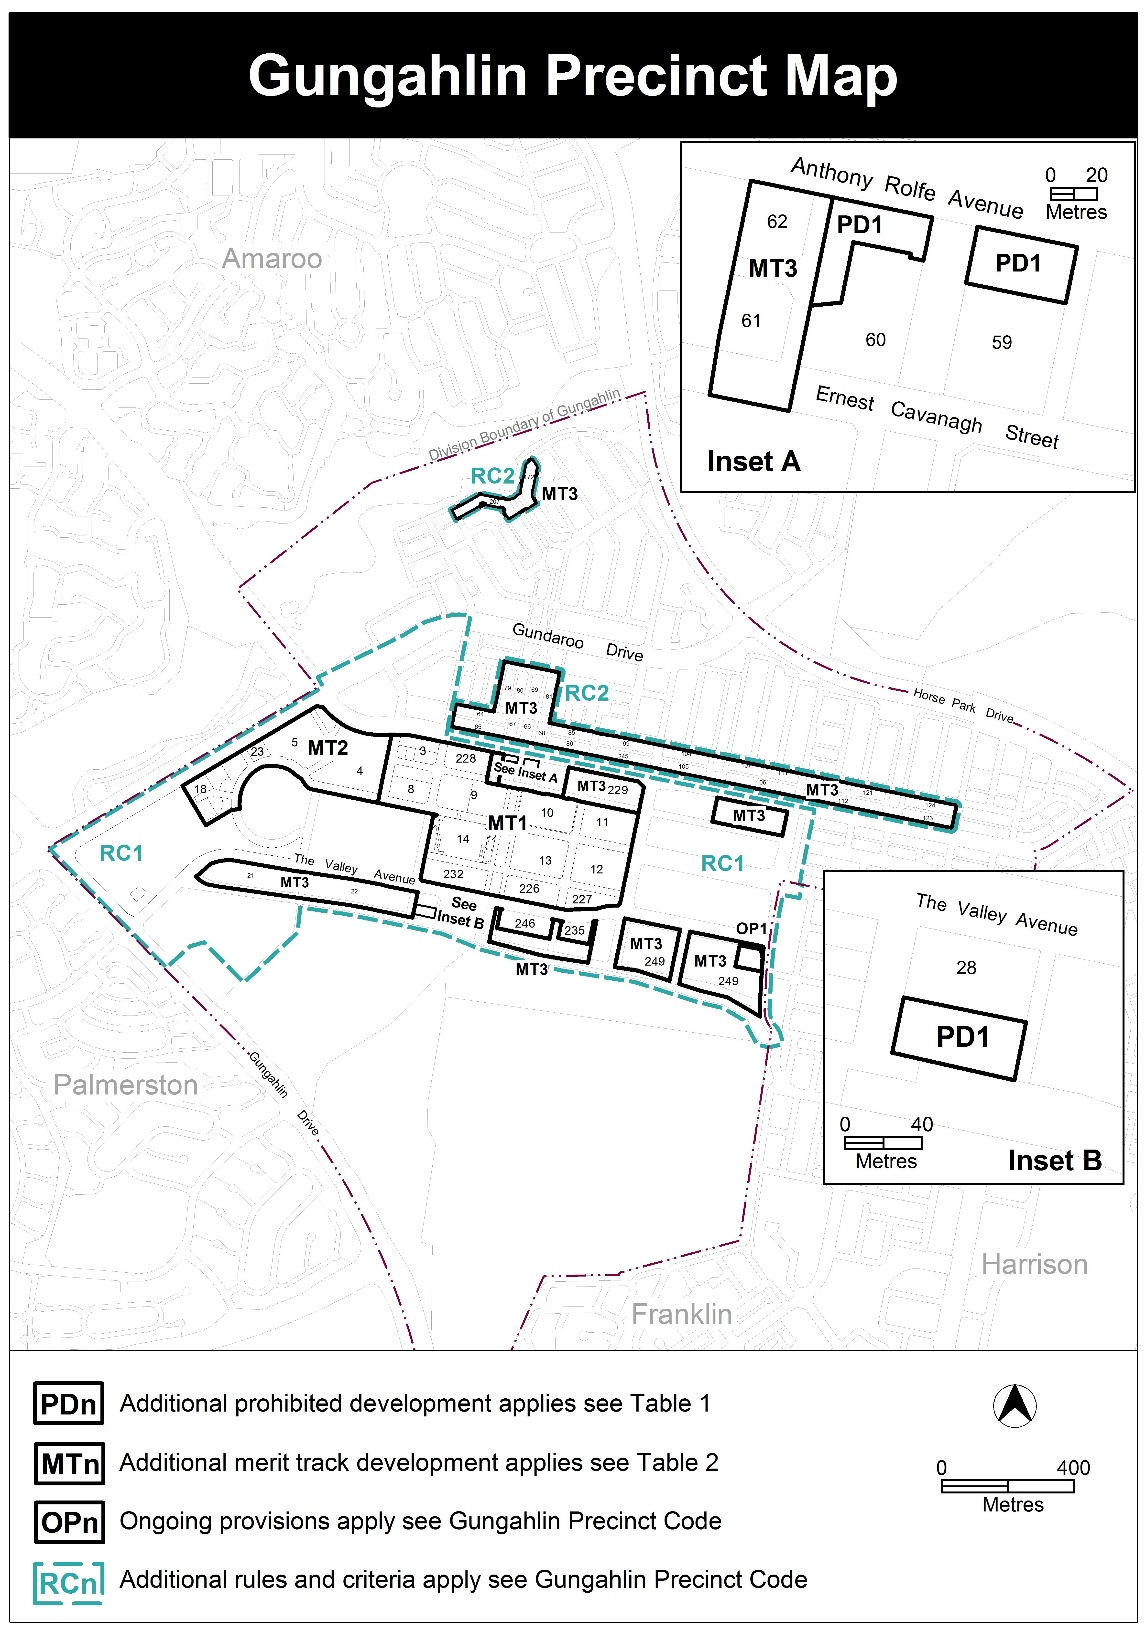 Gungahlin Precinct Map
Anthony Rolfe Avenue
0 20
Metres
62
PD1
MT3
PD1
61
60
59
Ernest Cavanagh Street
Inset A
Amaroo
Division Boundary of Gungahlin
RC2
MT3
Gundaroo Drive
RC2
MT3
Horse Park Drive
MT2
5
23
4
18
3
228
See Inset A
8
9
MT3
229
MT3
MT3
MT1
10
11
14
13
12
232
226
227
RC1
RC1
The Valley Avenue
21
MT3
22
See
Inset B
246
235
MT3
MT3
249
MT3
249
OP1
The Valley Avenue
28
PD1
0 40
Metres
Inset B
Palmerston
Gungahlin Drive
Harrison
Franklin
PDn Additional prohibited development applies see Table 1
MTn Additional merit track development applies see Table 2
OPn Ongoing provisions apply see Gungahlin Precinct Code
RCn Additional rules and criteria apply see Gungahlin Precinct Code
0 400
Metres